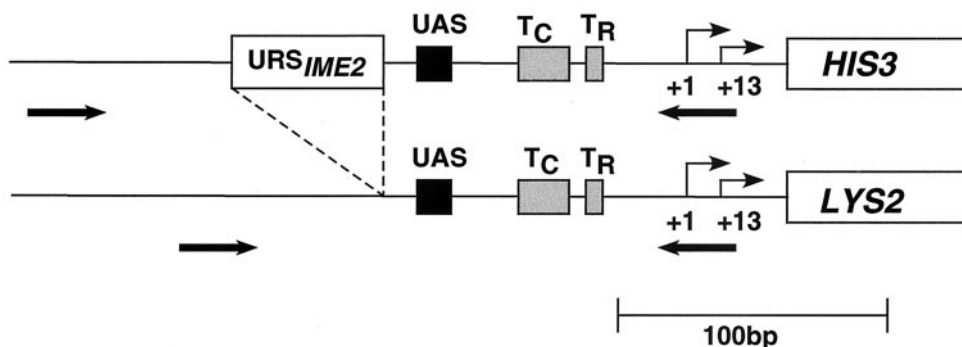 UAS TC TR
URSIME2 HIS3
+1 +13
UAS TC TR
LYS2
+1 +13
100bp